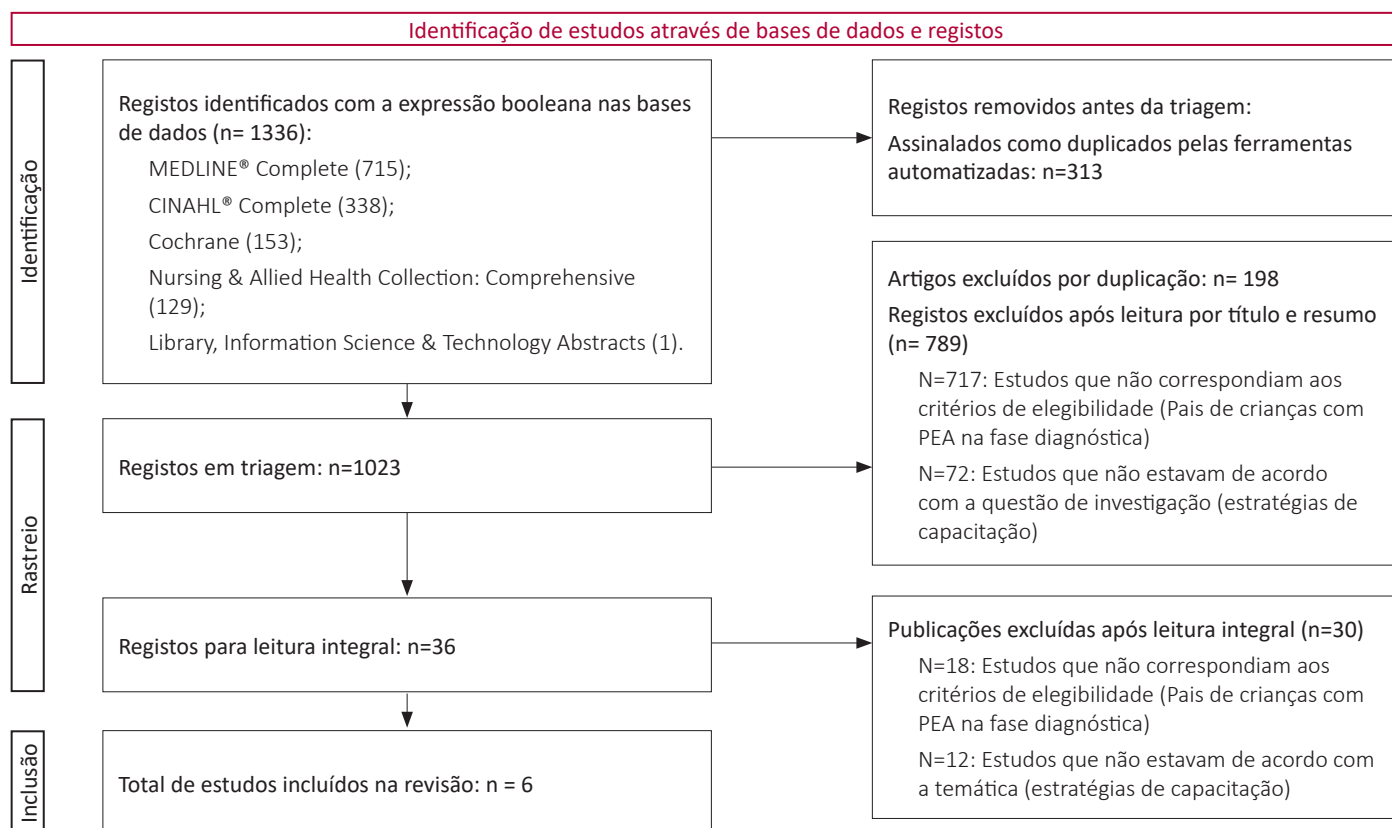 Identificação de estudos através de bases de dados e registos
Identificação
Registos identificados com a expressão booleana nas bases
de dados (n= 1336):
MEDLINE® Complete (715);
CINAHL® Complete (338);
Cochrane (153);
Nursing & Allied Health Collection: Comprehensive
(129);
Library, Information Science & Technology Abstracts (1).
Registos removidos antes da triagem:
Assinalados como duplicados pelas ferramentas
automatizadas: n=313
Rastreio
Registos em triagem: n=1023
Artigos excluídos por duplicação: n= 198
Registos excluídos após leitura por título e resumo
(n= 789)
N=717: Estudos que não correspondiam aos
critérios de elegibilidade (Pais de crianças com
PEA na fase diagnóstica)
N=72: Estudos que não estavam de acordo
com a questão de investigação (estratégias de
capacitação)
Registos para leitura integral: n=36
Publicações excluídas após leitura integral (n=30)
N=18: Estudos que não correspondiam aos
critérios de elegibilidade (Pais de crianças com
PEA na fase diagnóstica)
N=12: Estudos que não estavam de acordo com
a temática (estratégias de capacitação)
Inclusão
Total de estudos incluídos na revisão: n = 6